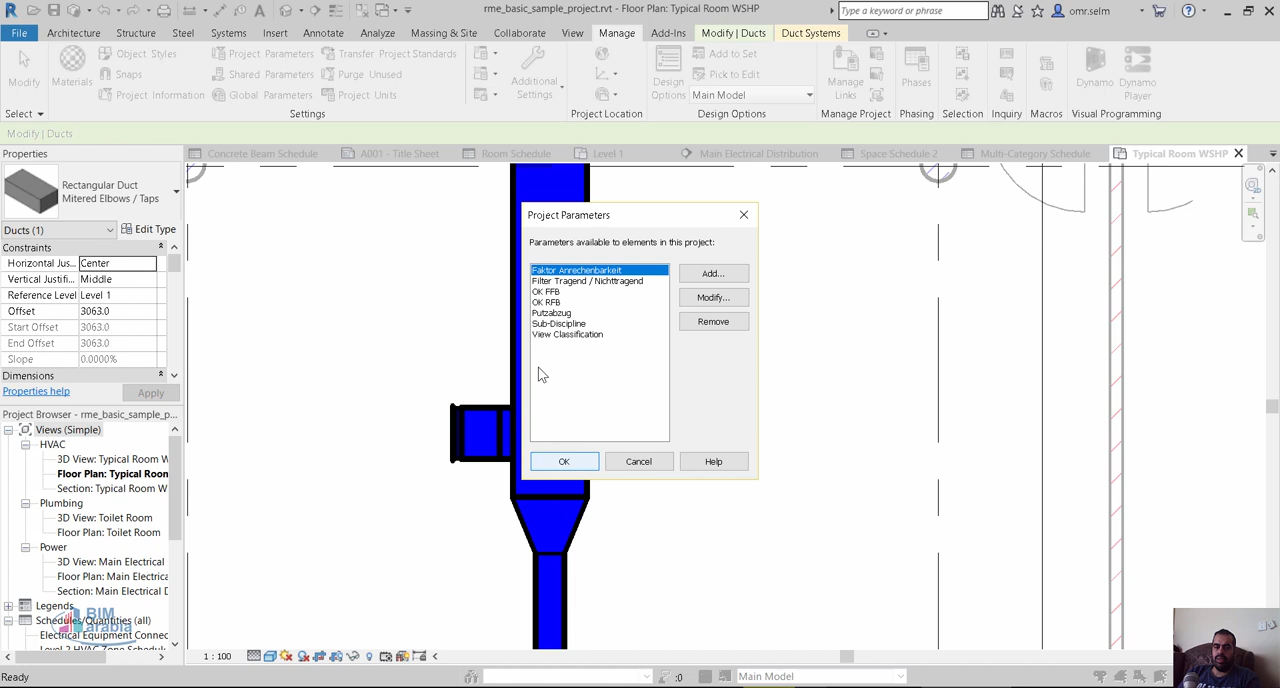 rme_basic_sample_project.rvt - Floor Plan: Typical Room WSHP
Type a keyword or phrase
omr.selm
File Architecture Structure Steel Systems Insert Annotate Analyze Massing & Site Collaborate View Manage Add-Ins Modify | Ducts Duct Systems
Modify
Materials
Object Styles
Snaps
Project Information
Project Parameters
Shared Parameters
Global Parameters
Transfer Project Standards
Purge Unused
Project Units
Additional
Settings
Design
Options
Add to Set
Pick to Edit
Main Model
Manage
Links
Phases
Dynamo
Dynamo
Player
Select
Settings
Project Location
Design Options
Manage Project
Phasing
Selection
Inquiry
Macros
Visual Programming
Modify | Ducts
Properties
Concrete Beam Schedule
A001 - Title Sheet
Room Schedule
Level 1
Main Electrical Distribution
Space Schedule 2
Multi-Category Schedule
Typical Room WSHP
Rectangular Duct
Mitered Elbows / Taps
Ducts (1)
Edit Type
Constraints
Horizontal Jus... Center
Vertical Justifi... Middle
Reference Level Level 1
Offset 3063.0
Start Offset 3063.0
End Offset 3063.0
Slope 0.0000%
Dimensions
Properties help
Apply
Project Browser - rme_basic_sample_p...
Views (Simple)
HVAC
3D View: Typical Room W
Floor Plan: Typical Room
Section: Typical Room W
Plumbing
3D View: Toilet Room
Floor Plan: Toilet Room
Power
3D View: Main Electrical
Floor Plan: Main Electrica
Section: Main Electrical D
Legends
Schedules/Quantities (all)
Electrical Equipment Connec
Level 2 HVAC Zone Schedul
BIM
arabia
Project Parameters
Parameters available to elements in this project:
Faktor Anrechenbarkeit
Filter Tragend / Nichttragend
OK FFB
OK RFB
Putzabzug
Sub-Discipline
View Classification
Add...
Modify...
Remove
OK
Cancel
Help
1 : 100
Ready
:0
Main Model